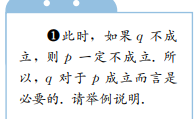 ❶此时，如果 q 不成
立，则 p 一定不成立. 所
以，q 对于 p 成立而言是
必要的. 请举例说明.